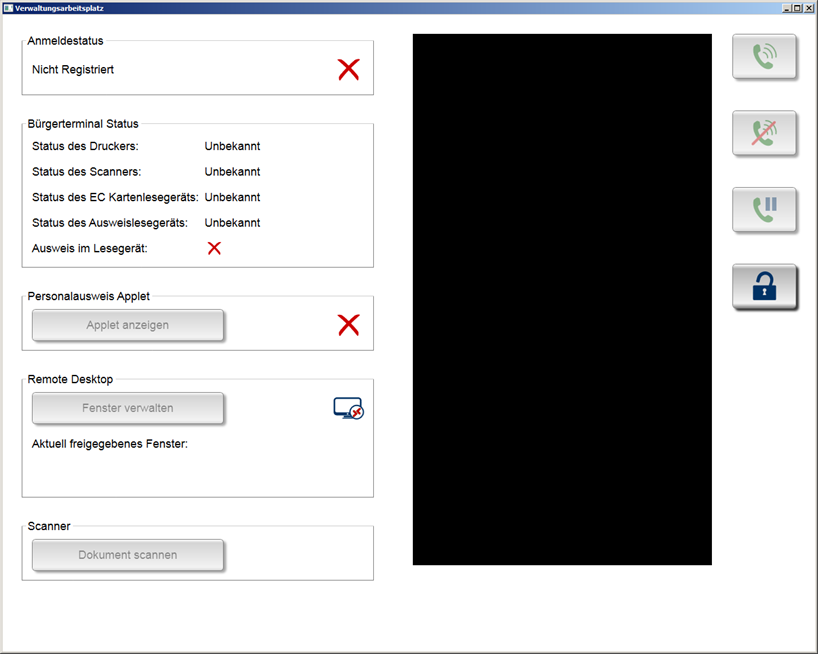 Verwaltungsarbeitsplatz
Anmeldestatus
Nicht Registriert
Bürgerterminal Status
Status des Druckers: Unbekannt
Status des Scanners: Unbekannt
Status des EC Kartenlesegeräts: Unbekannt
Status des Ausweislesegeräts: Unbekannt
Ausweis im Lesegerät:
Personalausweis Applet
Applet anzeigen
Remote Desktop
Fenster verwalten
Aktuell freigegebenes Fenster:
Scanner
Dokument scannen